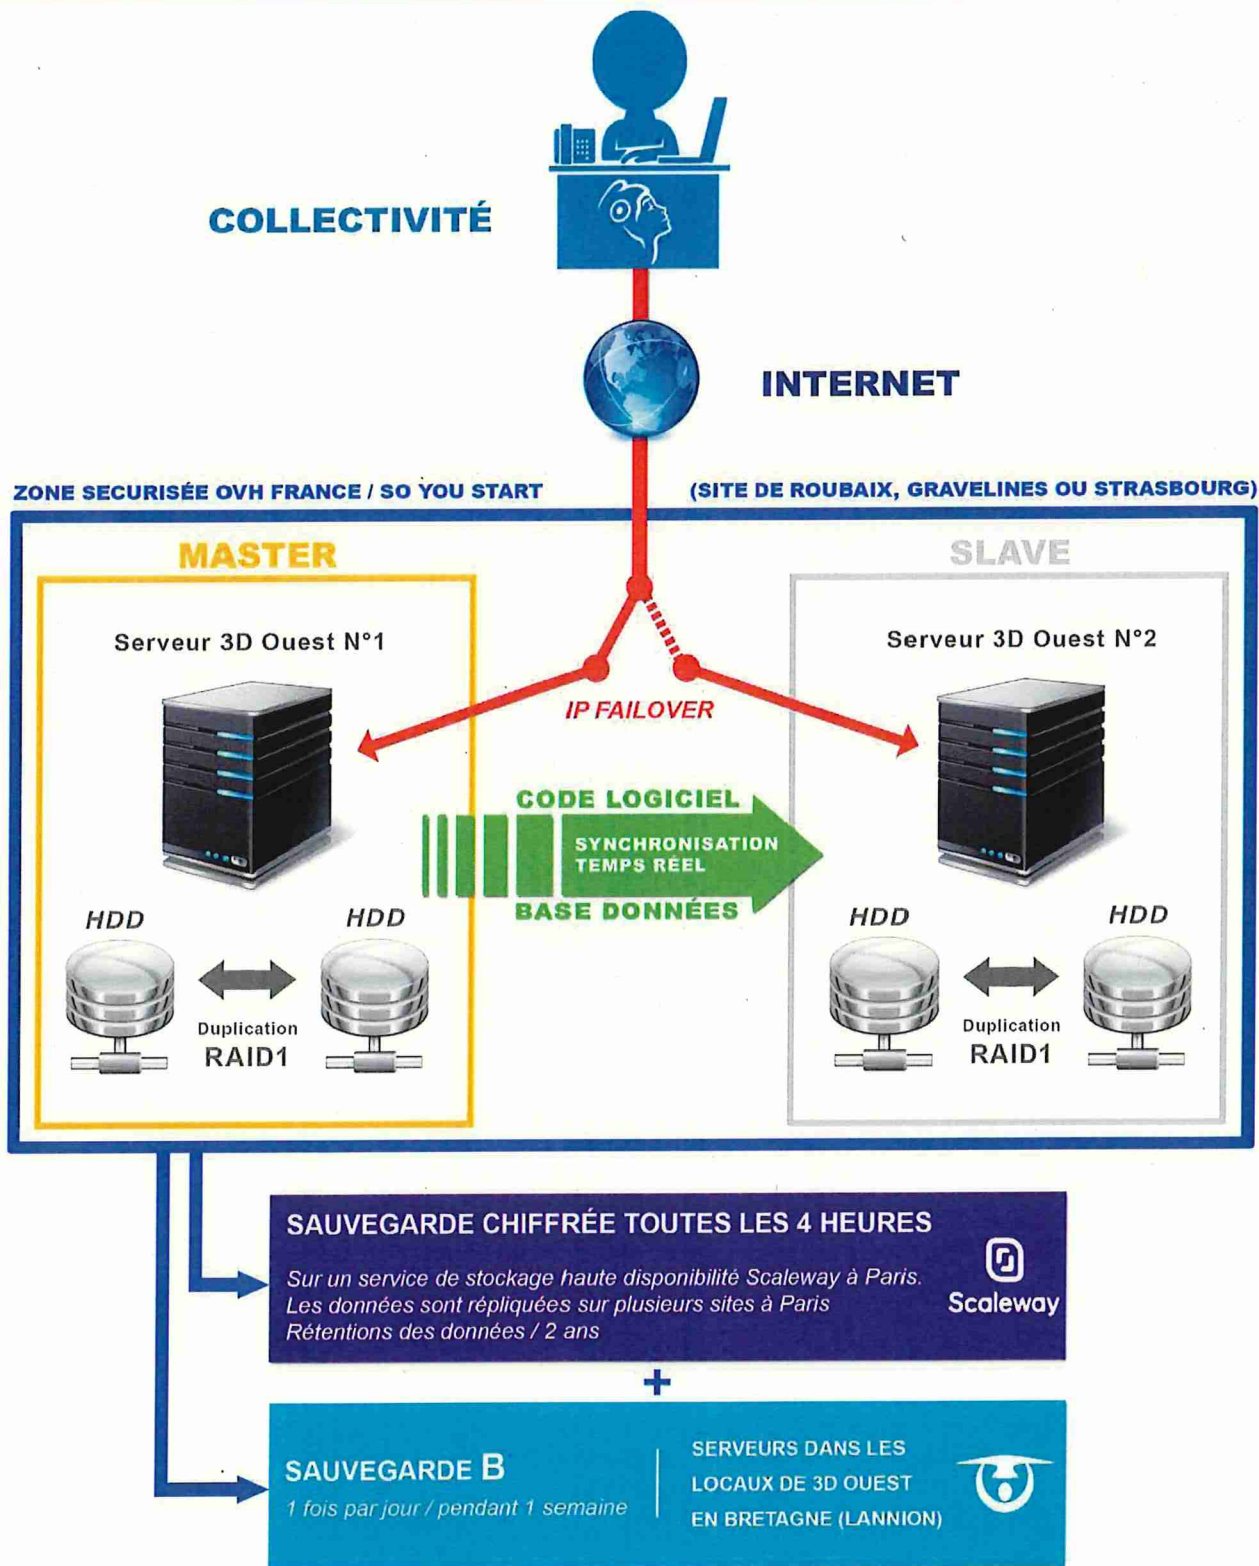 COLLECTIVITÉ
INTERNET
ZONE SECURISÉE OVH FRANCE / SO YOU START
(SITE DE ROUBAIX, GRAVELINES OU STRASBOURG)
MASTER
SLAVE
Serveur 3D Ouest N°1
Serveur 3D Ouest N°2
IP FAILOVER
CODE LOGICIEL
SYNCHRONISATION
TEMPS RÉEL
BASE DONNÉES
HDD
HDD
Duplication
RAID1
HDD
HDD
Duplication
RAID1
SAUVEGARDE CHIFFRÉE TOUTES LES 4 HEURES
Sur un service de stockage haute disponibilité Scaleway à Paris.
Les données sont répliquées sur plusieurs sites à Paris
Rétentions des données / 2 ans
Scaleway
+
SAUVEGARDE B
1 fois par jour / pendant 1 semaine
SERVEURS DANS LES
LOCAUX DE 3D OUEST
EN BRETAGNE (LANNION)